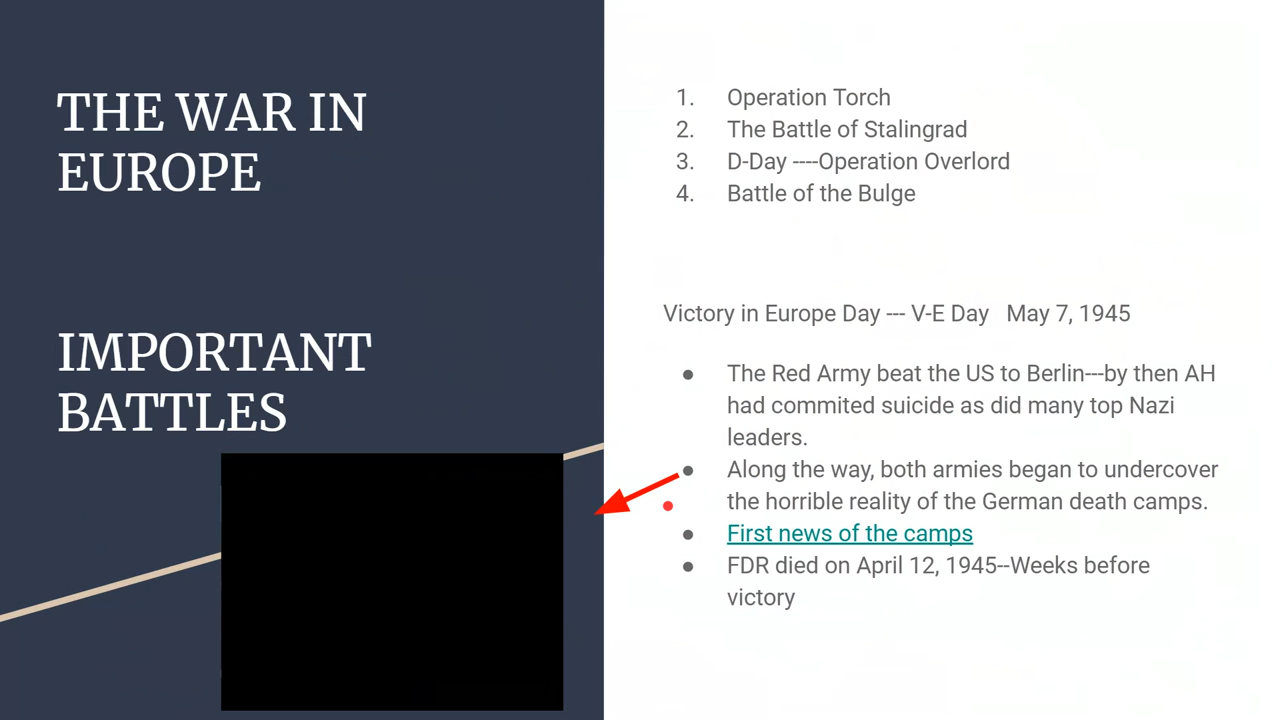 THE WAR IN
EUROPE
IMPORTANT
BATTLES
1. Operation Torch
2. The Battle of Stalingrad
3. D-Day ----Operation Overlord
4. Battle of the Bulge
Victory in Europe Day --- V-E Day May 7, 1945
● The Red Army beat the US to Berlin---by then AH
had commited suicide as did many top Nazi
leaders.
● Along the way, both armies began to undercover
the horrible reality of the German death camps.
● First news of the camps
● FDR died on April 12, 1945--Weeks before
victory